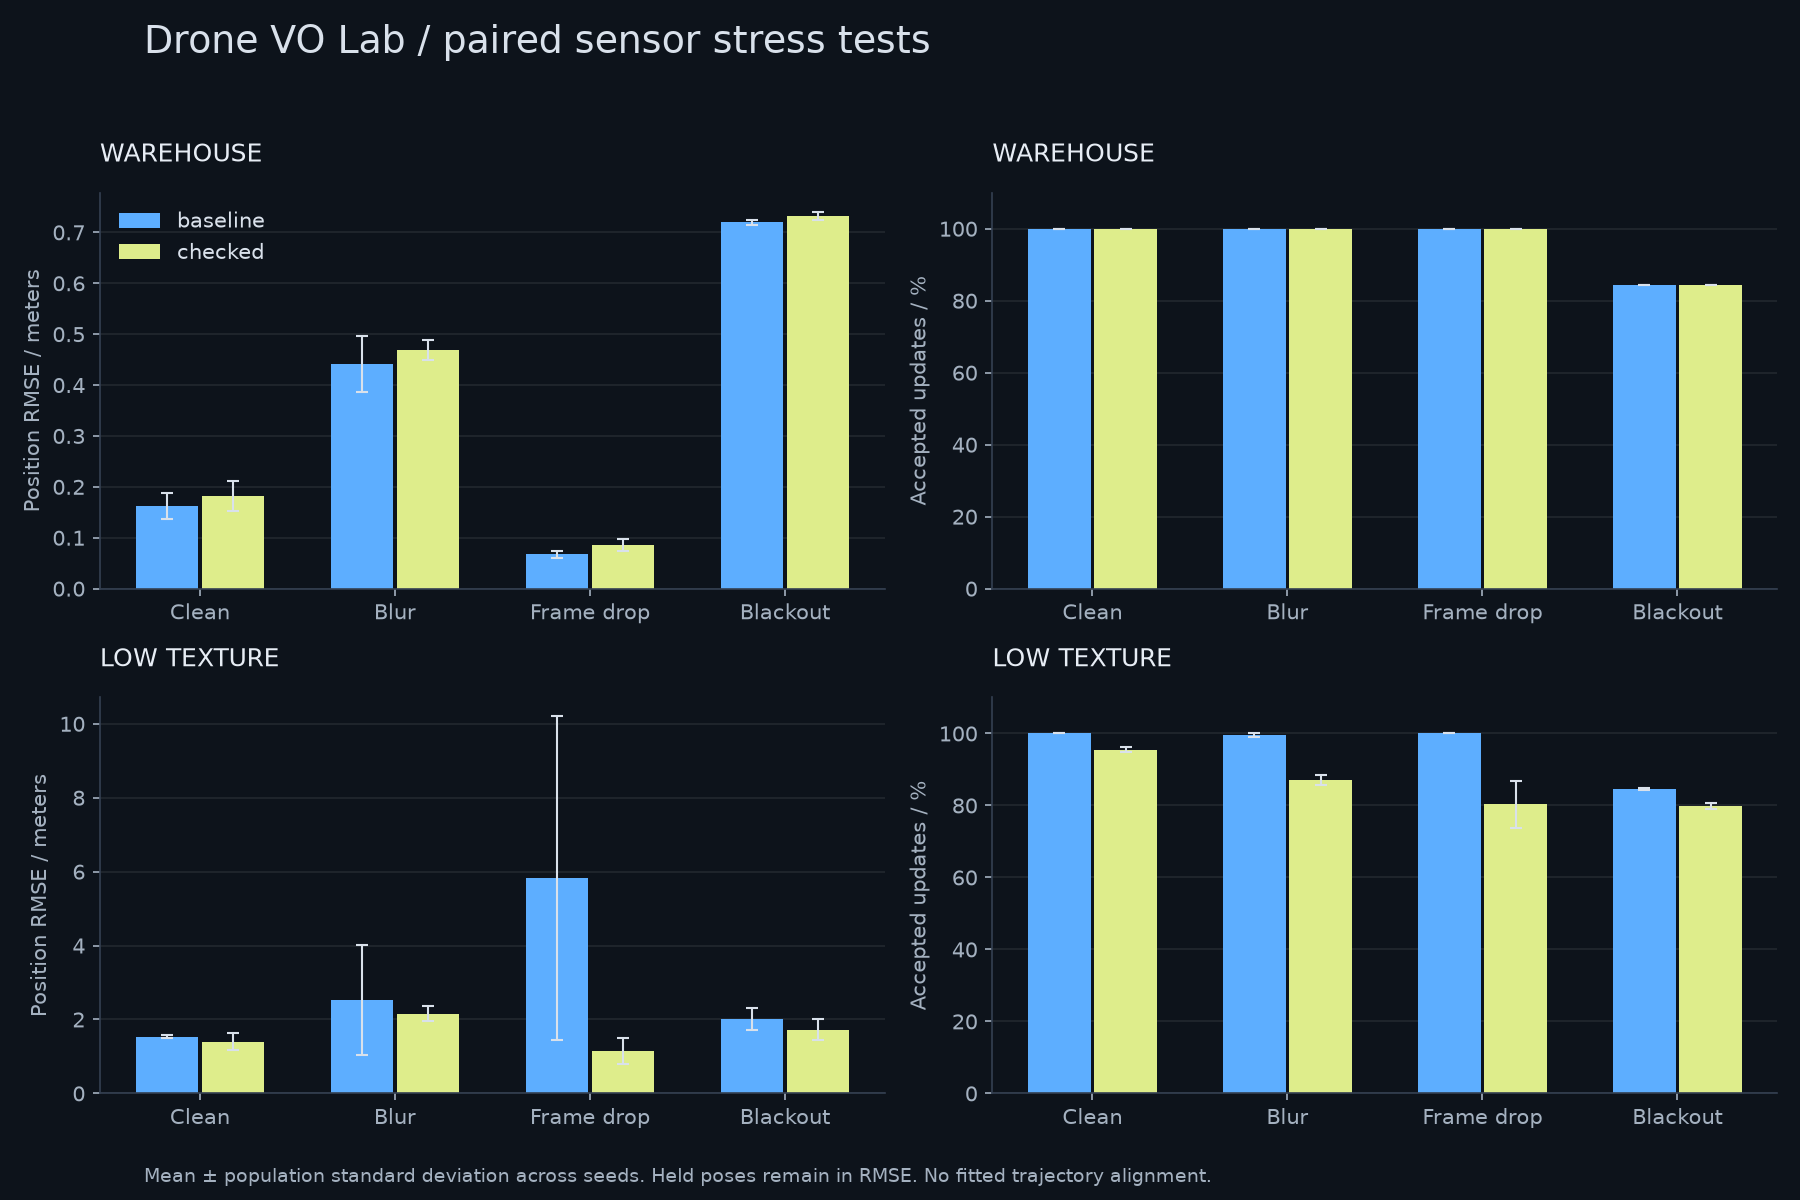 Drone VO Lab / paired sensor stress tests
WAREHOUSE
baseline
checked
Position RMSE / meters
0.7
0.6
0.5
0.4
0.3
0.2
0.1
0.0
Clean Blur Frame drop Blackout
WAREHOUSE
Accepted updates / %
100
80
60
40
20
0
Clean Blur Frame drop Blackout
LOW TEXTURE
Position RMSE / meters
10
8
6
4
2
0
Clean Blur Frame drop Blackout
LOW TEXTURE
Accepted updates / %
100
80
60
40
20
0
Clean Blur Frame drop Blackout
Mean ± population standard deviation across seeds. Held poses remain in RMSE. No fitted trajectory alignment.